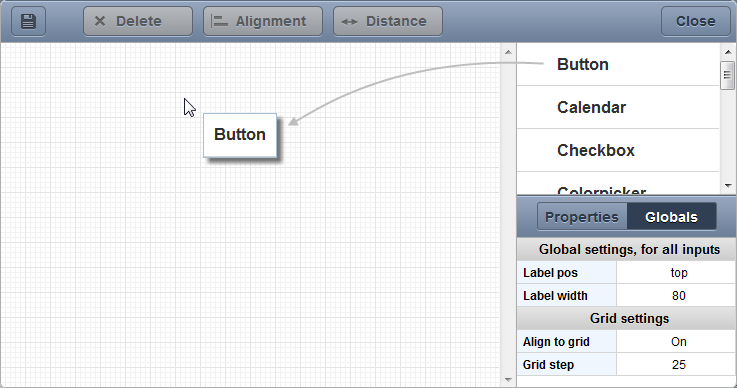 Delete Alignment Distance Close
Button
Button
Calendar
Checkbox
Colorpicker
Properties Globals
Global settings, for all inputs
Label pos top
Label width 80
Grid settings
Align to grid On
Grid step 25